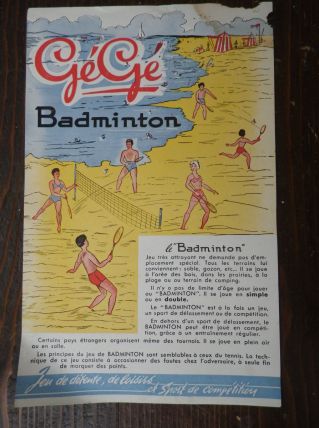 GéGé
Badminton
le "Badminton"
Jeu très attrayant ne demande pas d'em-
placement spécial. Tous les terrains lui
conviennent : sable, gazon, etc... Il se joue
à l'orée des bois, dans les prairies, à la
plage ou au terrain de camping.
Il n'y a pas de limite d'âge pour jouer
au "BADMINTON". Il se joue en simple
ou en double.
Le "BADMINTON" est à la fois un jeu,
un sport de délassement ou de compétition.
En dehors d'un sport de délassement, le
BADMINTON peut être joué en compéti-
tion, grâce à un entraînement régulier.
Certains pays étrangers organisent même des tournois. Il se joue en plein air
ou en salle.
Les principes du jeu de BADMINTON sont semblables à ceux du tennis. La tech-
nique de ce jeu consiste à occasionner des fautes chez l'adversaire, à seule fin
de marquer des points.
Jeu de détente, de loisirs et Sport de compétition